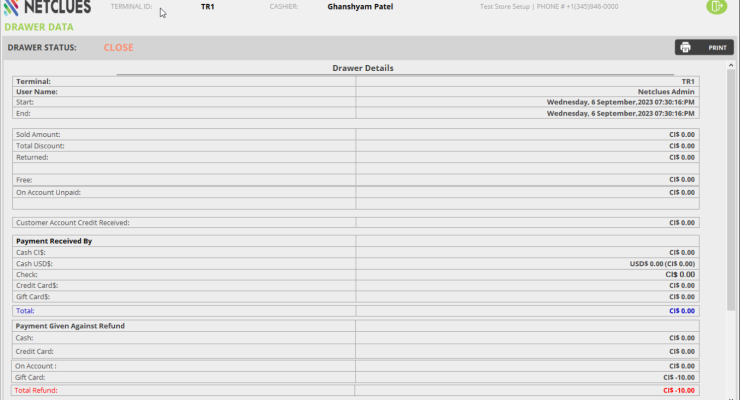 NETCLUES TERMINAL ID: TR1 CASHIER: Ghanshyam Patel Test Store Setup | PHONE # +1(345)946-0000
DRAWER DATA
DRAWER STATUS: CLOSE PRINT
Drawer Details
Terminal: TR1
User Name: Netclues Admin
Start: Wednesday, 6 September,2023 07:30:16:PM
End: Wednesday, 6 September,2023 07:30:16:PM
Sold Amount: CI$ 0.00
Total Discount: CI$ 0.00
Returned: CI$ 0.00
Free: CI$ 0.00
On Account Unpaid: CI$ 0.00
Customer Account Credit Received: CI$ 0.00
Payment Received By
Cash CI$: CI$ 0.00
Cash USD$: USD$ 0.00 (CI$ 0.00)
Check: CI$ 0.00
Credit Card$: CI$ 0.00
Gift Card$: CI$ 0.00
Total: CI$ 0.00
Payment Given Against Refund
Cash: CI$ 0.00
Credit Card: CI$ 0.00
On Account : CI$ 0.00
Gift Card: CI$ -10.00
Total Refund: CI$ -10.00